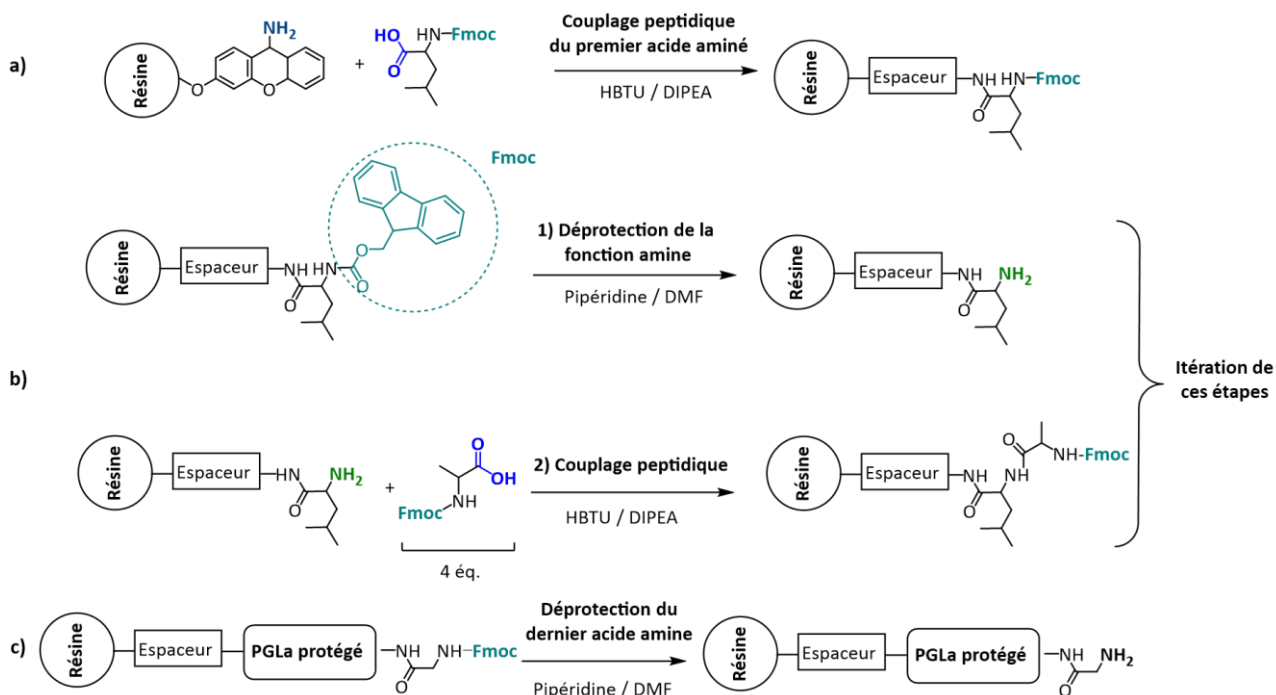 a)
Résine
O
NH2
O
+
HO
O
HN-Fmoc
Couplage peptidique
du premier acide aminé
HBTU / DIPEA
Résine
Espaceur
NH
O
HN-Fmoc
Fmoc
Résine
Espaceur
NH
O
HN
O
O
1) Déprotection de la
fonction amine
Pipéridine / DMF
Résine
Espaceur
NH
O
NH2
b)
Itération de
ces étapes
Résine
Espaceur
HN
O
NH2
+
Fmoc
NH
O
OH
4 éq.
2) Couplage peptidique
HBTU / DIPEA
Résine
Espaceur
NH
O
NH
O
NH-Fmoc
c)
Résine
Espaceur
PGLa protégé
NH
O
NH-Fmoc
Déprotection du
dernier acide amine
Pipéridine / DMF
Résine
Espaceur
PGLa protégé
NH
O
NH2